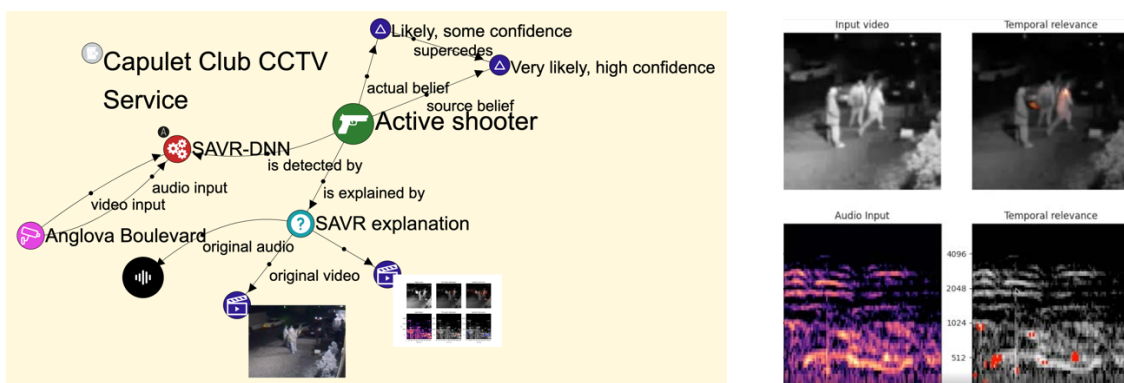 Capulet Club CCTV
Service
Likely, some confidence
supercedes
Very likely, high confidence
actual belief
source belief
Active shooter
A
SAVR-DNN
is detected by
audio input
video input
is explained by
Anglova Boulevard
?
SAVR explanation
original audio
original video
Input video
Temporal relevance
Audio Input
Temporal relevance
4096
2048
1024
512